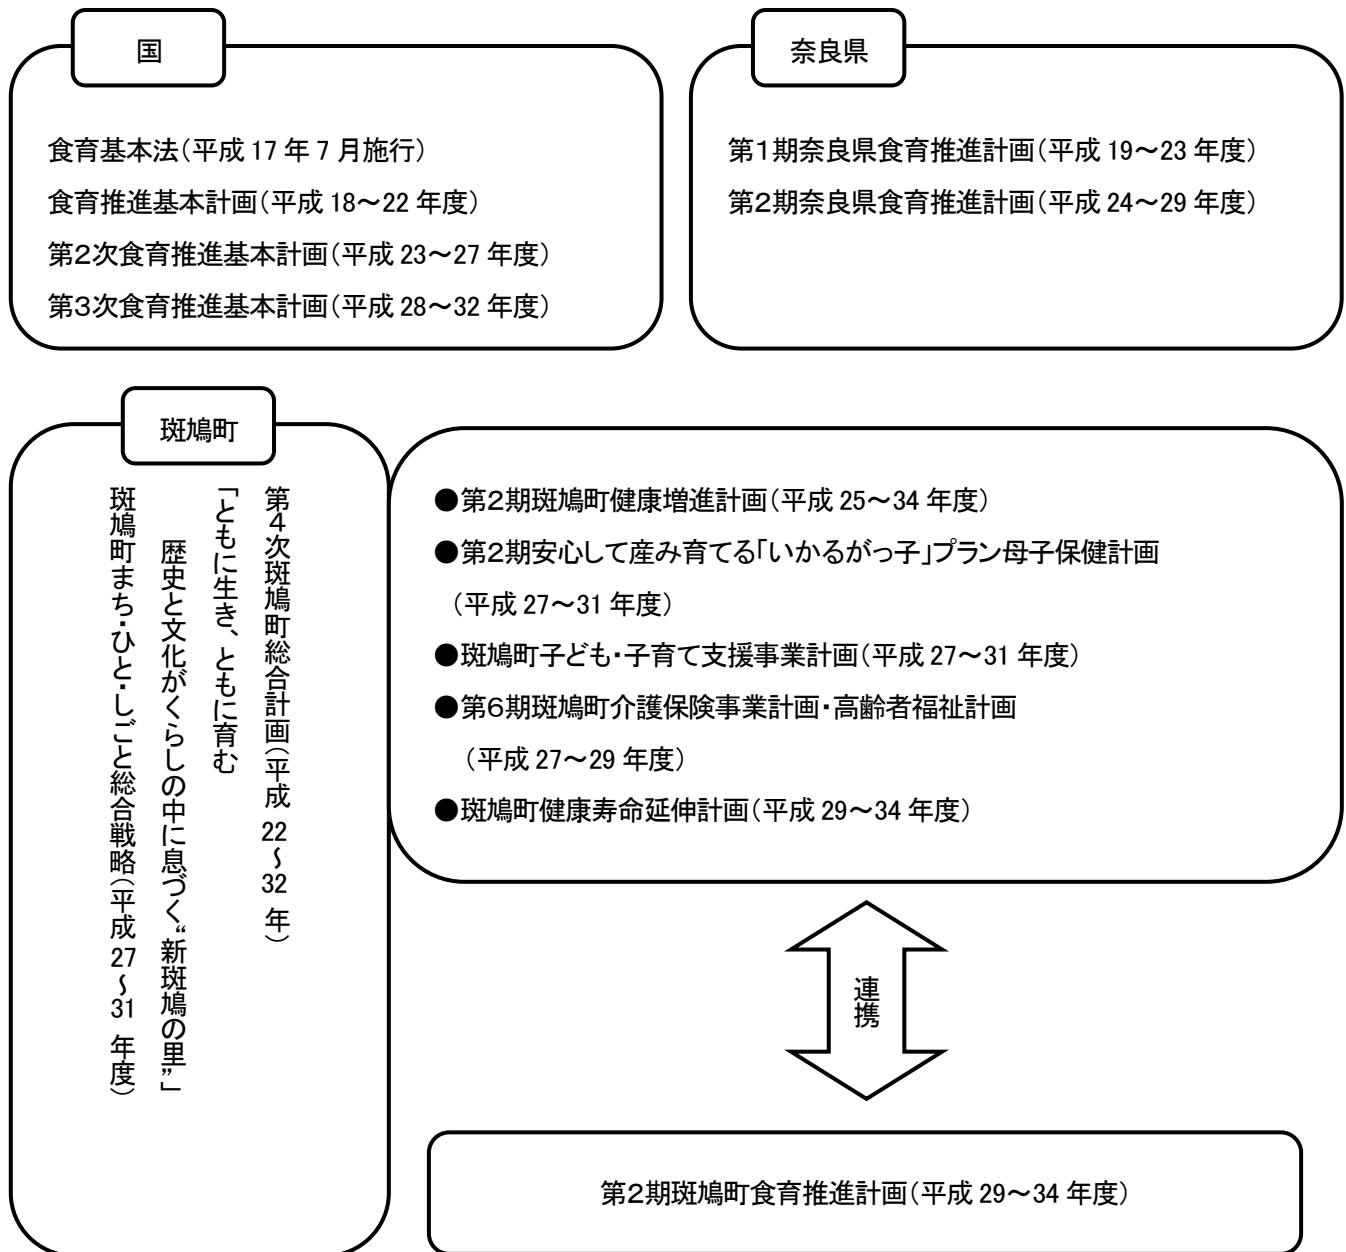 国
食育基本法(平成 17 年 7 月施行)
食育推進基本計画(平成 18～22 年度)
第2次食育推進基本計画(平成 23～27 年度)
第3次食育推進基本計画(平成 28～32 年度)
奈良県
第1期奈良県食育推進計画(平成 19～23 年度)
第2期奈良県食育推進計画(平成 24～29 年度)
斑鳩町
第4次斑鳩町総合計画(平成 22～32 年)
「ともに生き、ともに育む
歴史と文化がくらしの中に息づく“新斑鳩の里”」
斑鳩町まち・ひと・しごと総合戦略(平成 27～31 年度)
●第2期斑鳩町健康増進計画(平成 25～34 年度)
●第2期安心して産み育てる「いかるがっ子」プラン母子保健計画
(平成 27～31 年度)
●斑鳩町子ども・子育て支援事業計画(平成 27～31 年度)
●第6期斑鳩町介護保険事業計画・高齢者福祉計画
(平成 27～29 年度)
●斑鳩町健康寿命延伸計画(平成 29～34 年度)
連携
第2期斑鳩町食育推進計画(平成 29～34 年度)